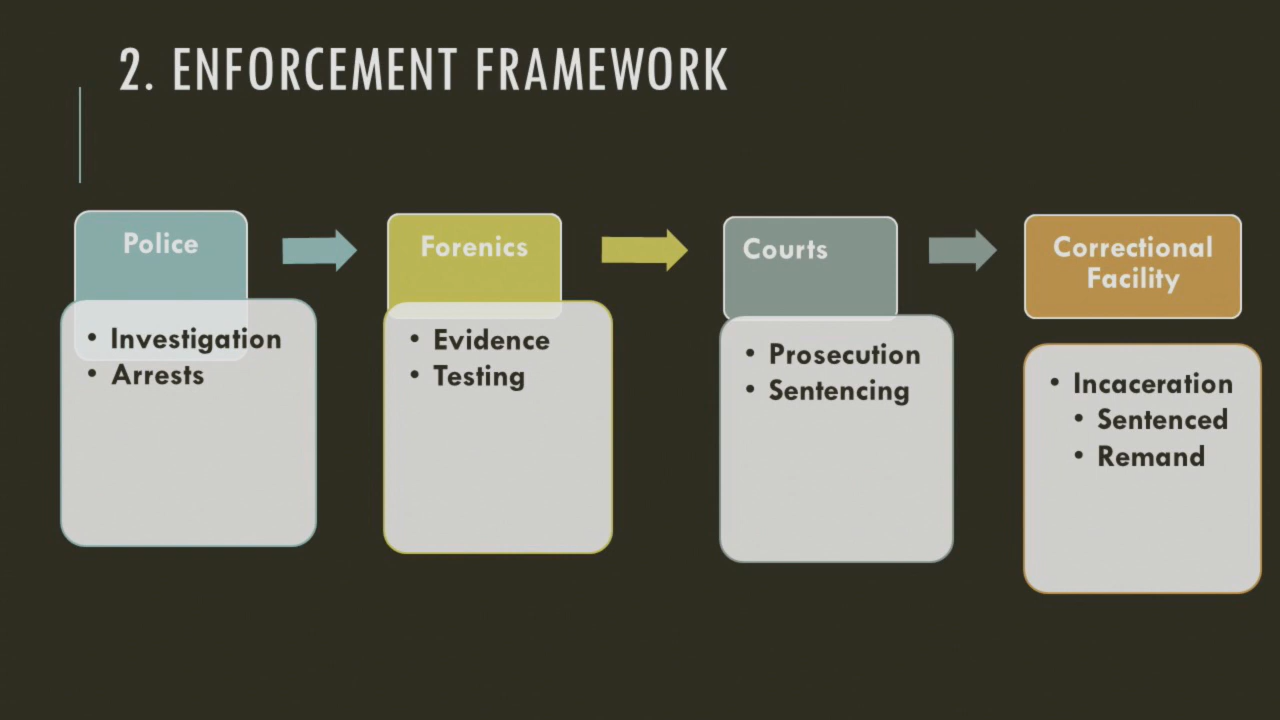 2. ENFORCEMENT FRAMEWORK
Police
• Investigation
• Arrests
Forenics
• Evidence
• Testing
Courts
• Prosecution
• Sentencing
Correctional
Facility
• Incaceration
• Sentenced
• Remand